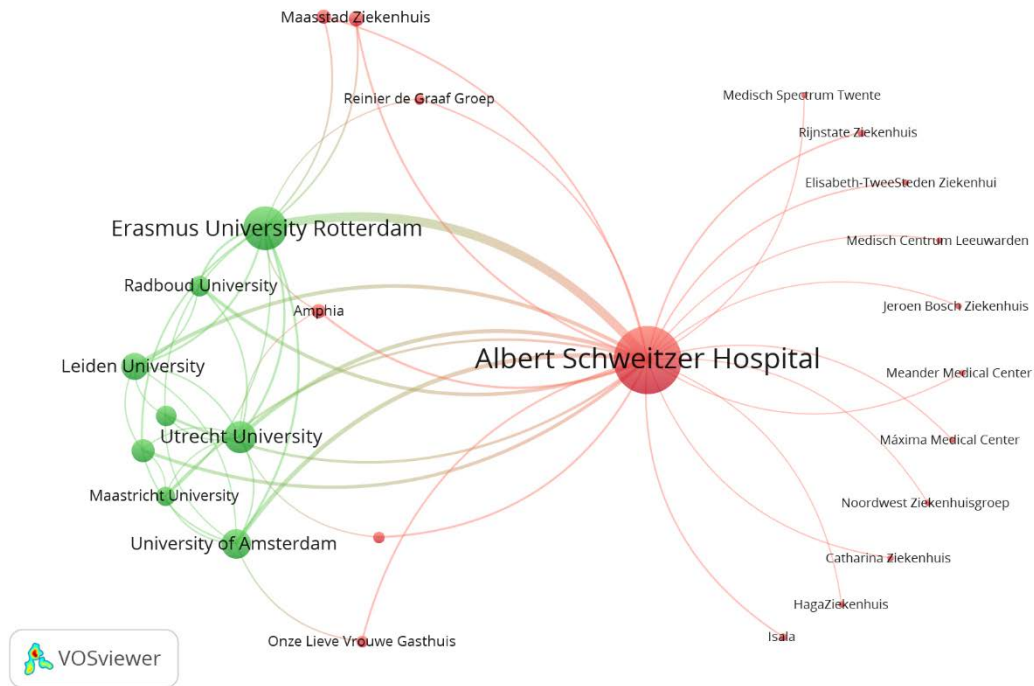 Maasstad Ziekenhuis
Reinier de Graaf Groep
Medisch Spectrum Twente
Rijnstate Ziekenhuis
Elisabeth-TweeSteden Ziekenhui
Erasmus University Rotterdam
Medisch Centrum Leeuwarden
Radboud University
Amphia
Jeroen Bosch Ziekenhuis
Albert Schweitzer Hospital
Leiden University
Meander Medical Center
Utrecht University
Máxima Medical Center
Maastricht University
Noordwest Ziekenhuisgroep
University of Amsterdam
Catharina Ziekenhuis
HagaZiekenhuis
Onze Lieve Vrouwe Gasthuis
Isala
VOSviewer